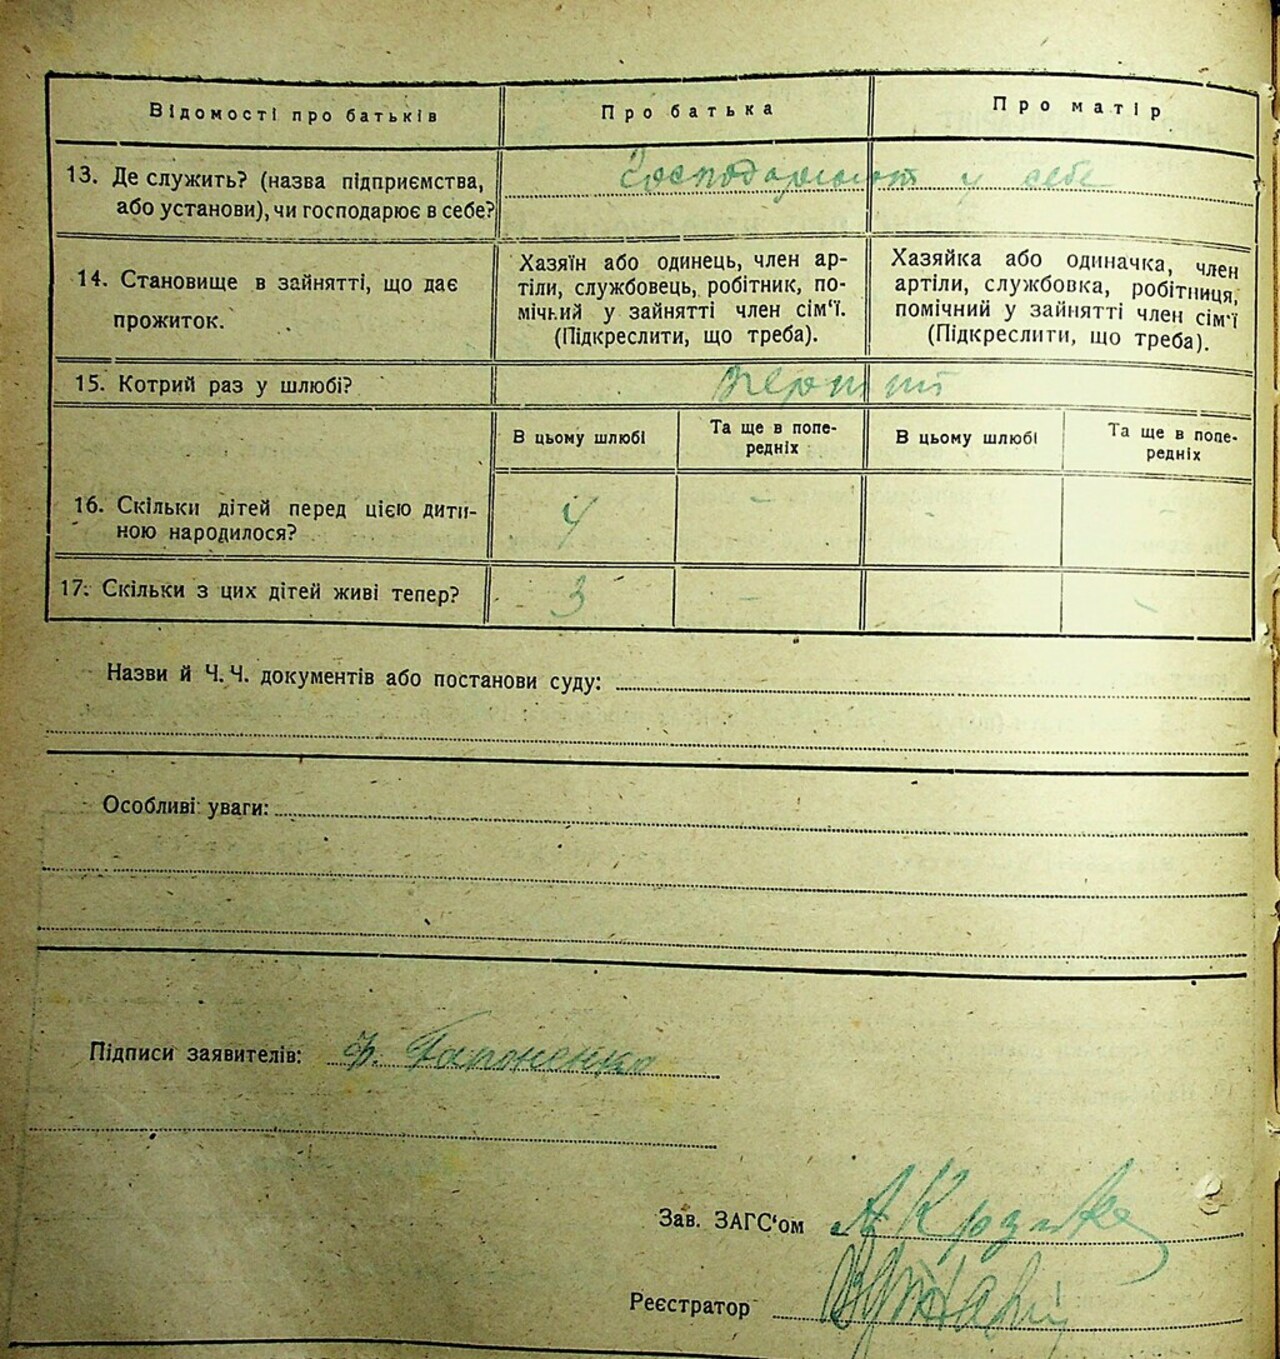 Відомості про батьків
Про батька
Про матір
13. Де служить? (назва підприємства,
або установи), чи господарює в себе?
у себе
14. Становище в зайнятті, що дає
прожиток.
Хазяїн або одинець, член ар-
тіли, службовець, робітник, по-
мічний у зайнятті член сім'ї.
(Підкреслити, що треба).
Хазяйка або одиначка, член
артіли, службовка, робітниця,
помічний у зайнятті член сім'ї
(Підкреслити, що треба).
15. Котрий раз у шлюбі?
В цьому шлюбі
Та ще в попе-
редніх
В цьому шлюбі
Та ще в попе-
редніх
16. Скільки дітей перед цією дити-
ною народилося?
4 - - -
17. Скільки з цих дітей живі тепер?
3 - - -
Назви й Ч.Ч. документів або постанови суду:
Особливі уваги:
Підписи заявителів: Ф. Гапоненко
Зав. ЗАГС'ом
Реєстратор